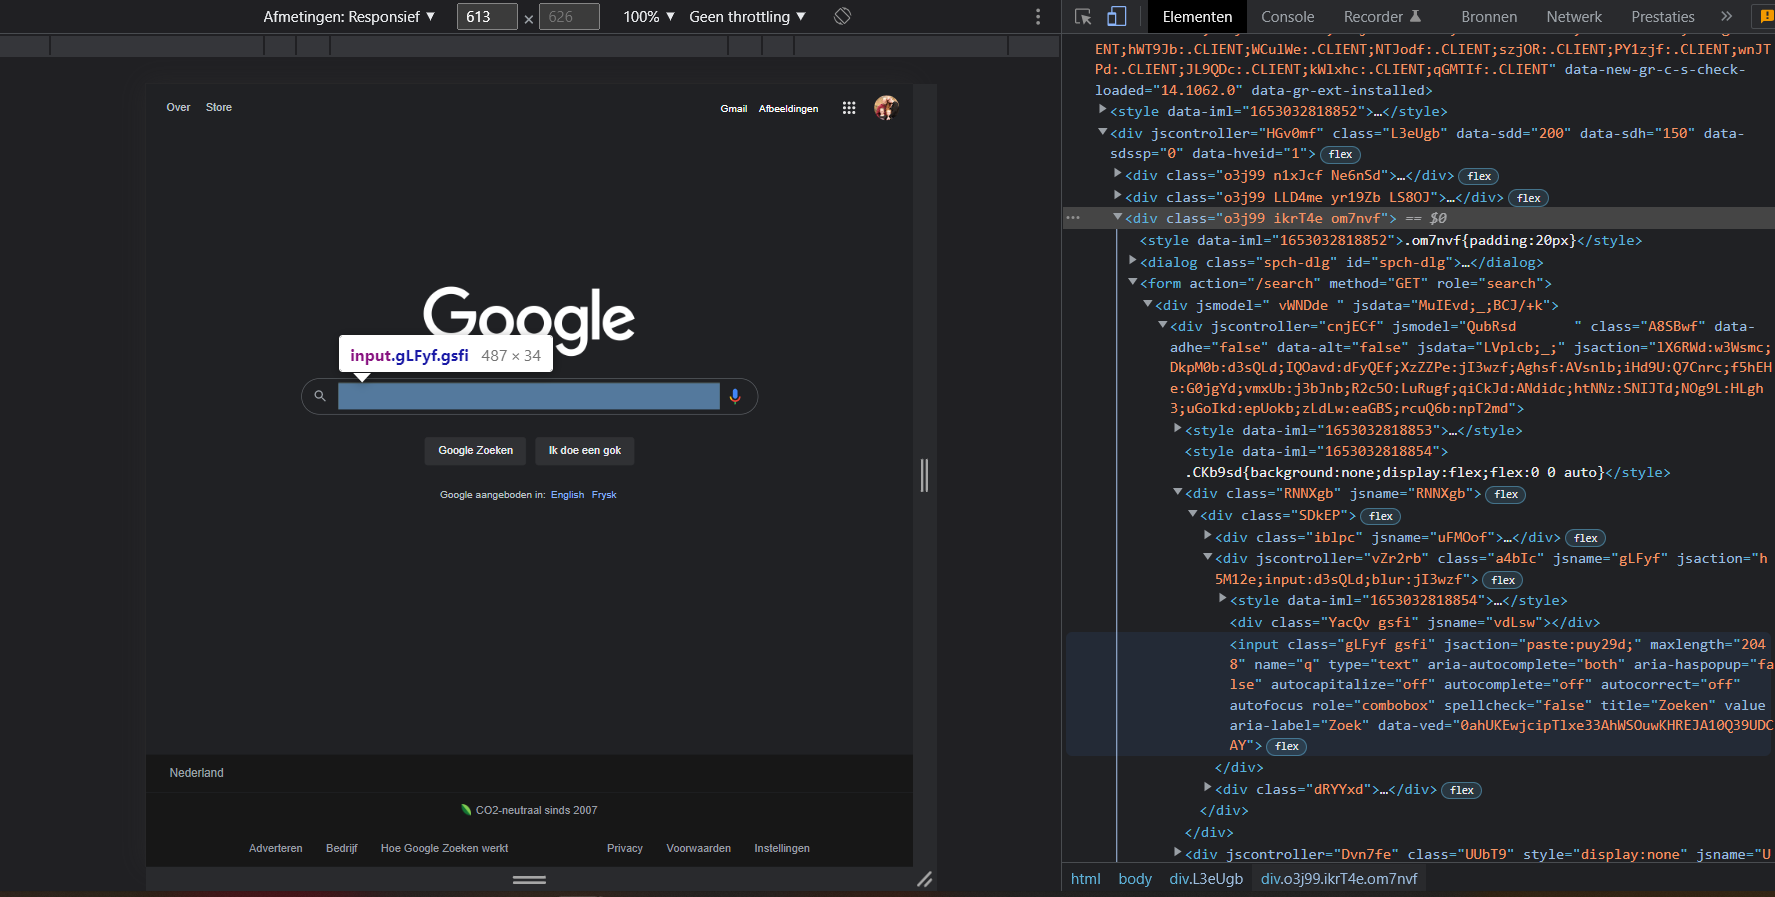 Afmetingen: Responsief ▼ 613 × 626 100% ▼ Geen throttling ▼
Elementen Console Recorder Bronnen Netwerk Prestaties »
Over Store
Gmail Afbeeldingen
Google
input.gLFyf.gsfi 487 × 34
Google Zoeken Ik doe een gok
Google aangeboden in: English Frysk
Nederland
CO2-neutraal sinds 2007
Adverteren Bedrijf Hoe Google Zoeken werkt Privacy Voorwaarden Instellingen
ENT;hWT9Jb:.CLIENT;WCulWe:.CLIENT;NTJodf:.CLIENT;szjOR:.CLIENT;PY1zjf:.CLIENT;wnJT
Pd:.CLIENT;JL9QDc:.CLIENT;kWlxhc:.CLIENT;qGMTIf:.CLIENT" data-new-gr-c-s-check-
loaded="14.1062.0" data-gr-ext-installed>
<style data-iml="1653032818852">…</style>
<div jscontroller="HGv0mf" class="L3eUgb" data-sdd="200" data-sdh="150" data-
sdssp="0" data-hveid="1"> flex
<div class="o3j99 n1xJcf Ne6nSd">…</div> flex
<div class="o3j99 LLD4me yr19Zb LS8OJ">…</div> flex
… <div class="o3j99 ikrT4e om7nvf"> == $0
<style data-iml="1653032818852">.om7nvf{padding:20px}</style>
<dialog class="spch-dlg" id="spch-dlg">…</dialog>
<form action="/search" method="GET" role="search">
<div jsmodel=" vWNDde " jsdata="MuIEvd;_;BCJ/+k">
<div jscontroller="cnjECf" jsmodel="QubRsd " class="A8SBwf" data-
adhe="false" data-alt="false" jsdata="LVplcb;_;" jsaction="lX6RWd:w3Wsmc;
DkpM0b:d3sQLd;IQOavd:dFyQEf;XzZZPe:jI3wzf;Aghsf:AVsnlb;iHd9U:Q7Cnrc;f5hEH
e:G0jgYd;vmxUb:j3bJnb;R2c5O:LuRugf;qiCkJd:ANdidc;htNNz:SNIJTd;NOg9L:HLgh
3;uGoIkd:epUokb;zLdLw:eaGBS;rcuQ6b:npT2md">
<style data-iml="1653032818853">…</style>
<style data-iml="1653032818854">
.CKb9sd{background:none;display:flex;flex:0 0 auto}</style>
<div class="RNNXgb" jsname="RNNXgb"> flex
<div class="SDkEP"> flex
<div class="iblpc" jsname="uFMOof">…</div> flex
<div jscontroller="vZr2rb" class="a4bIc" jsname="gLFyf" jsaction="h
5M12e;input:d3sQLd;blur:jI3wzf"> flex
<style data-iml="1653032818854">…</style>
<div class="YacQv gsfi" jsname="vdLsw"></div>
<input class="gLFyf gsfi" jsaction="paste:puy29d;" maxlength="204
8" name="q" type="text" aria-autocomplete="both" aria-haspopup="fa
lse" autocapitalize="off" autocomplete="off" autocorrect="off"
autofocus role="combobox" spellcheck="false" title="Zoeken" value
aria-label="Zoek" data-ved="0ahUKEwjcipTlxe33AhWSOuwKHREJA10Q39UDC
AY"> flex
</div>
<div class="dRYYxd">…</div> flex
</div>
</div>
<div jscontroller="Dvn7fe" class="UUbT9" style="display:none" jsname="U
html body div.L3eUgb div.o3j99.ikrT4e.om7nvf